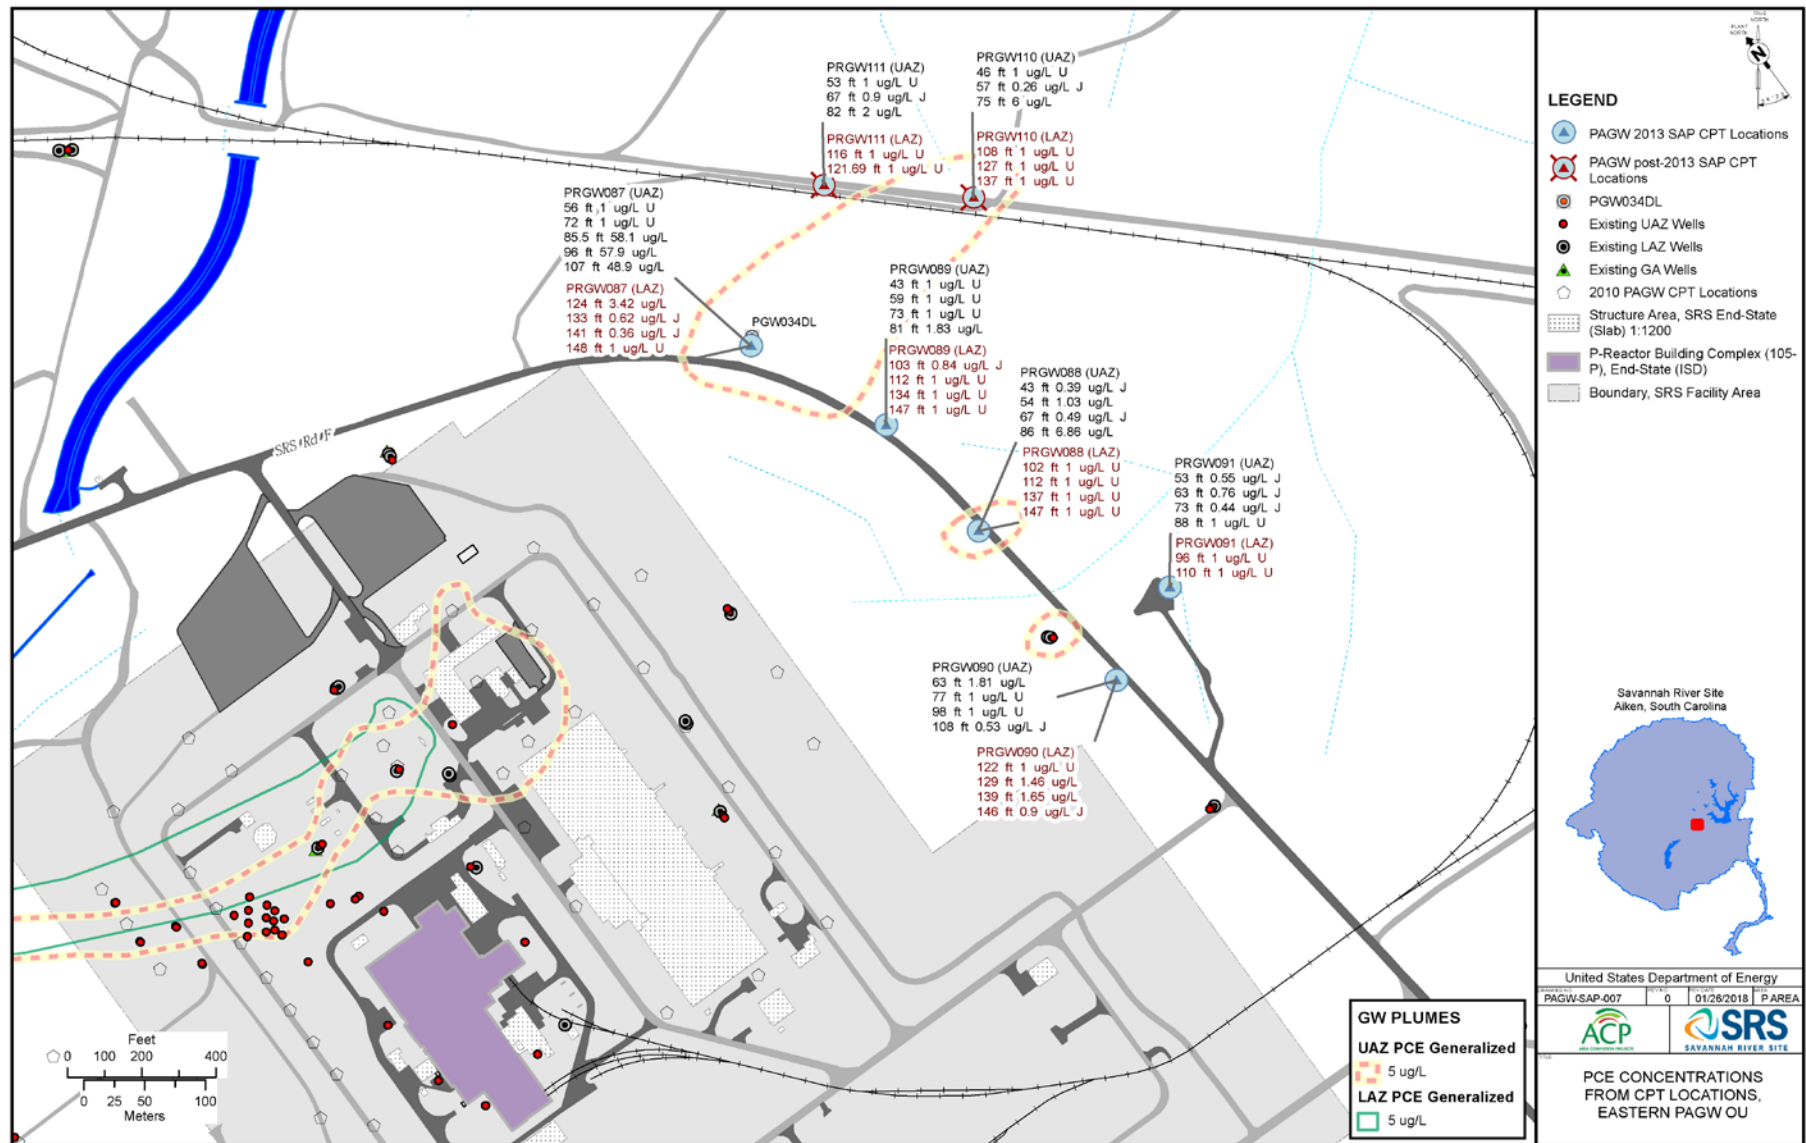 PRGW111 (UAZ)
53 ft 1 ug/L U
67 ft 0.9 ug/L J
82 ft 2 ug/L
PRGW111 (LAZ)
116 ft 1 ug/L U
121.69 ft 1 ug/L U
PRGW110 (UAZ)
46 ft 1 ug/L U
57 ft 0.26 ug/L J
75 ft 6 ug/L
PRGW110 (LAZ)
108 ft 1 ug/L U
127 ft 1 ug/L U
137 ft 1 ug/L U
PRGW087 (UAZ)
56 ft 1 ug/L U
72 ft 1 ug/L U
85.5 ft 58.1 ug/L
96 ft 57.9 ug/L
107 ft 48.9 ug/L
PRGW087 (LAZ)
124 ft 3.42 ug/L
133 ft 0.62 ug/L J
141 ft 0.36 ug/L J
148 ft 1 ug/L U
PGW034DL
PRGW089 (UAZ)
43 ft 1 ug/L U
59 ft 1 ug/L U
73 ft 1 ug/L U
81 ft 1.83 ug/L
PRGW089 (LAZ)
103 ft 0.84 ug/L J
112 ft 1 ug/L U
134 ft 1 ug/L U
147 ft 1 ug/L U
PRGW088 (UAZ)
43 ft 0.39 ug/L J
54 ft 1.03 ug/L
67 ft 0.49 ug/L J
86 ft 6.86 ug/L
PRGW088 (LAZ)
102 ft 1 ug/L U
112 ft 1 ug/L U
137 ft 1 ug/L U
147 ft 1 ug/L U
PRGW091 (UAZ)
53 ft 0.55 ug/L J
63 ft 0.76 ug/L J
73 ft 0.44 ug/L J
88 ft 1 ug/L U
PRGW091 (LAZ)
96 ft 1 ug/L U
110 ft 1 ug/L U
PRGW090 (UAZ)
63 ft 1.81 ug/L
77 ft 1 ug/L U
98 ft 1 ug/L U
108 ft 0.53 ug/L J
PRGW090 (LAZ)
122 ft 1 ug/L U
129 ft 1.46 ug/L
139 ft 1.65 ug/L
146 ft 0.9 ug/L J
SRS Rd F
Feet
0 100 200 400
0 25 50 100
Meters
GW PLUMES
UAZ PCE Generalized
5 ug/L
LAZ PCE Generalized
5 ug/L
TRUE
NORTH
PLANT
NORTH
N
LEGEND
PAGW 2013 SAP CPT Locations
PAGW post-2013 SAP CPT
Locations
PGW034DL
Existing UAZ Wells
Existing LAZ Wells
Existing GA Wells
2010 PAGW CPT Locations
Structure Area, SRS End-State
(Slab) 1:1200
P-Reactor Building Complex (105-
P), End-State (ISD)
Boundary, SRS Facility Area
Savannah River Site
Aiken, South Carolina
United States Department of Energy
PAGW-SAP-007 0 01/26/2018 P AREA
ACP
AREA COMPLETION PROJECTS
SRS
SAVANNAH RIVER SITE
TITLE
PCE CONCENTRATIONS
FROM CPT LOCATIONS,
EASTERN PAGW OU